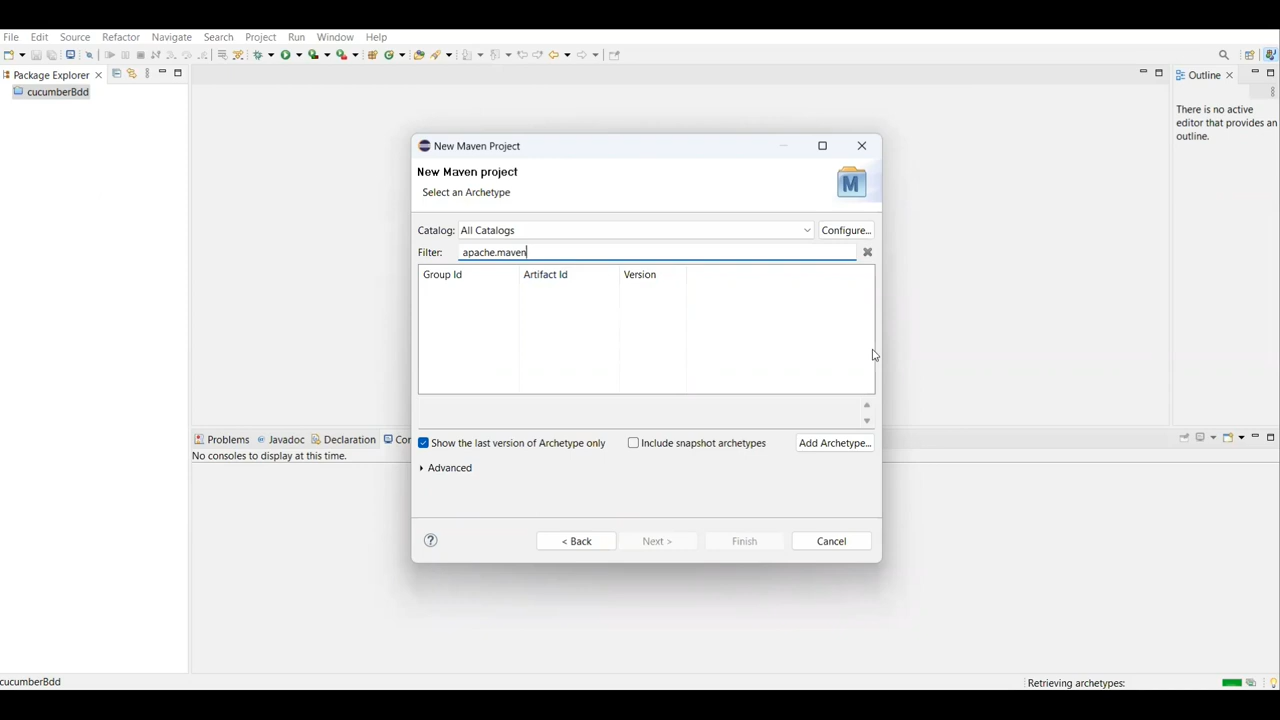 File Edit Source Refactor Navigate Search Project Run Window Help
Package Explorer
Outline
cucumberBdd
There is no active
editor that provides an
outline.
New Maven Project
New Maven project
Select an Archetype
M
Catalog: All Catalogs Configure...
Filter: apache.maven
Group Id Artifact Id Version
Show the last version of Archetype only Include snapshot archetypes Add Archetype...
Advanced
Problems Javadoc Declaration Con
No consoles to display at this time.
? < Back Next > Finish Cancel
cucumberBdd Retrieving archetypes: